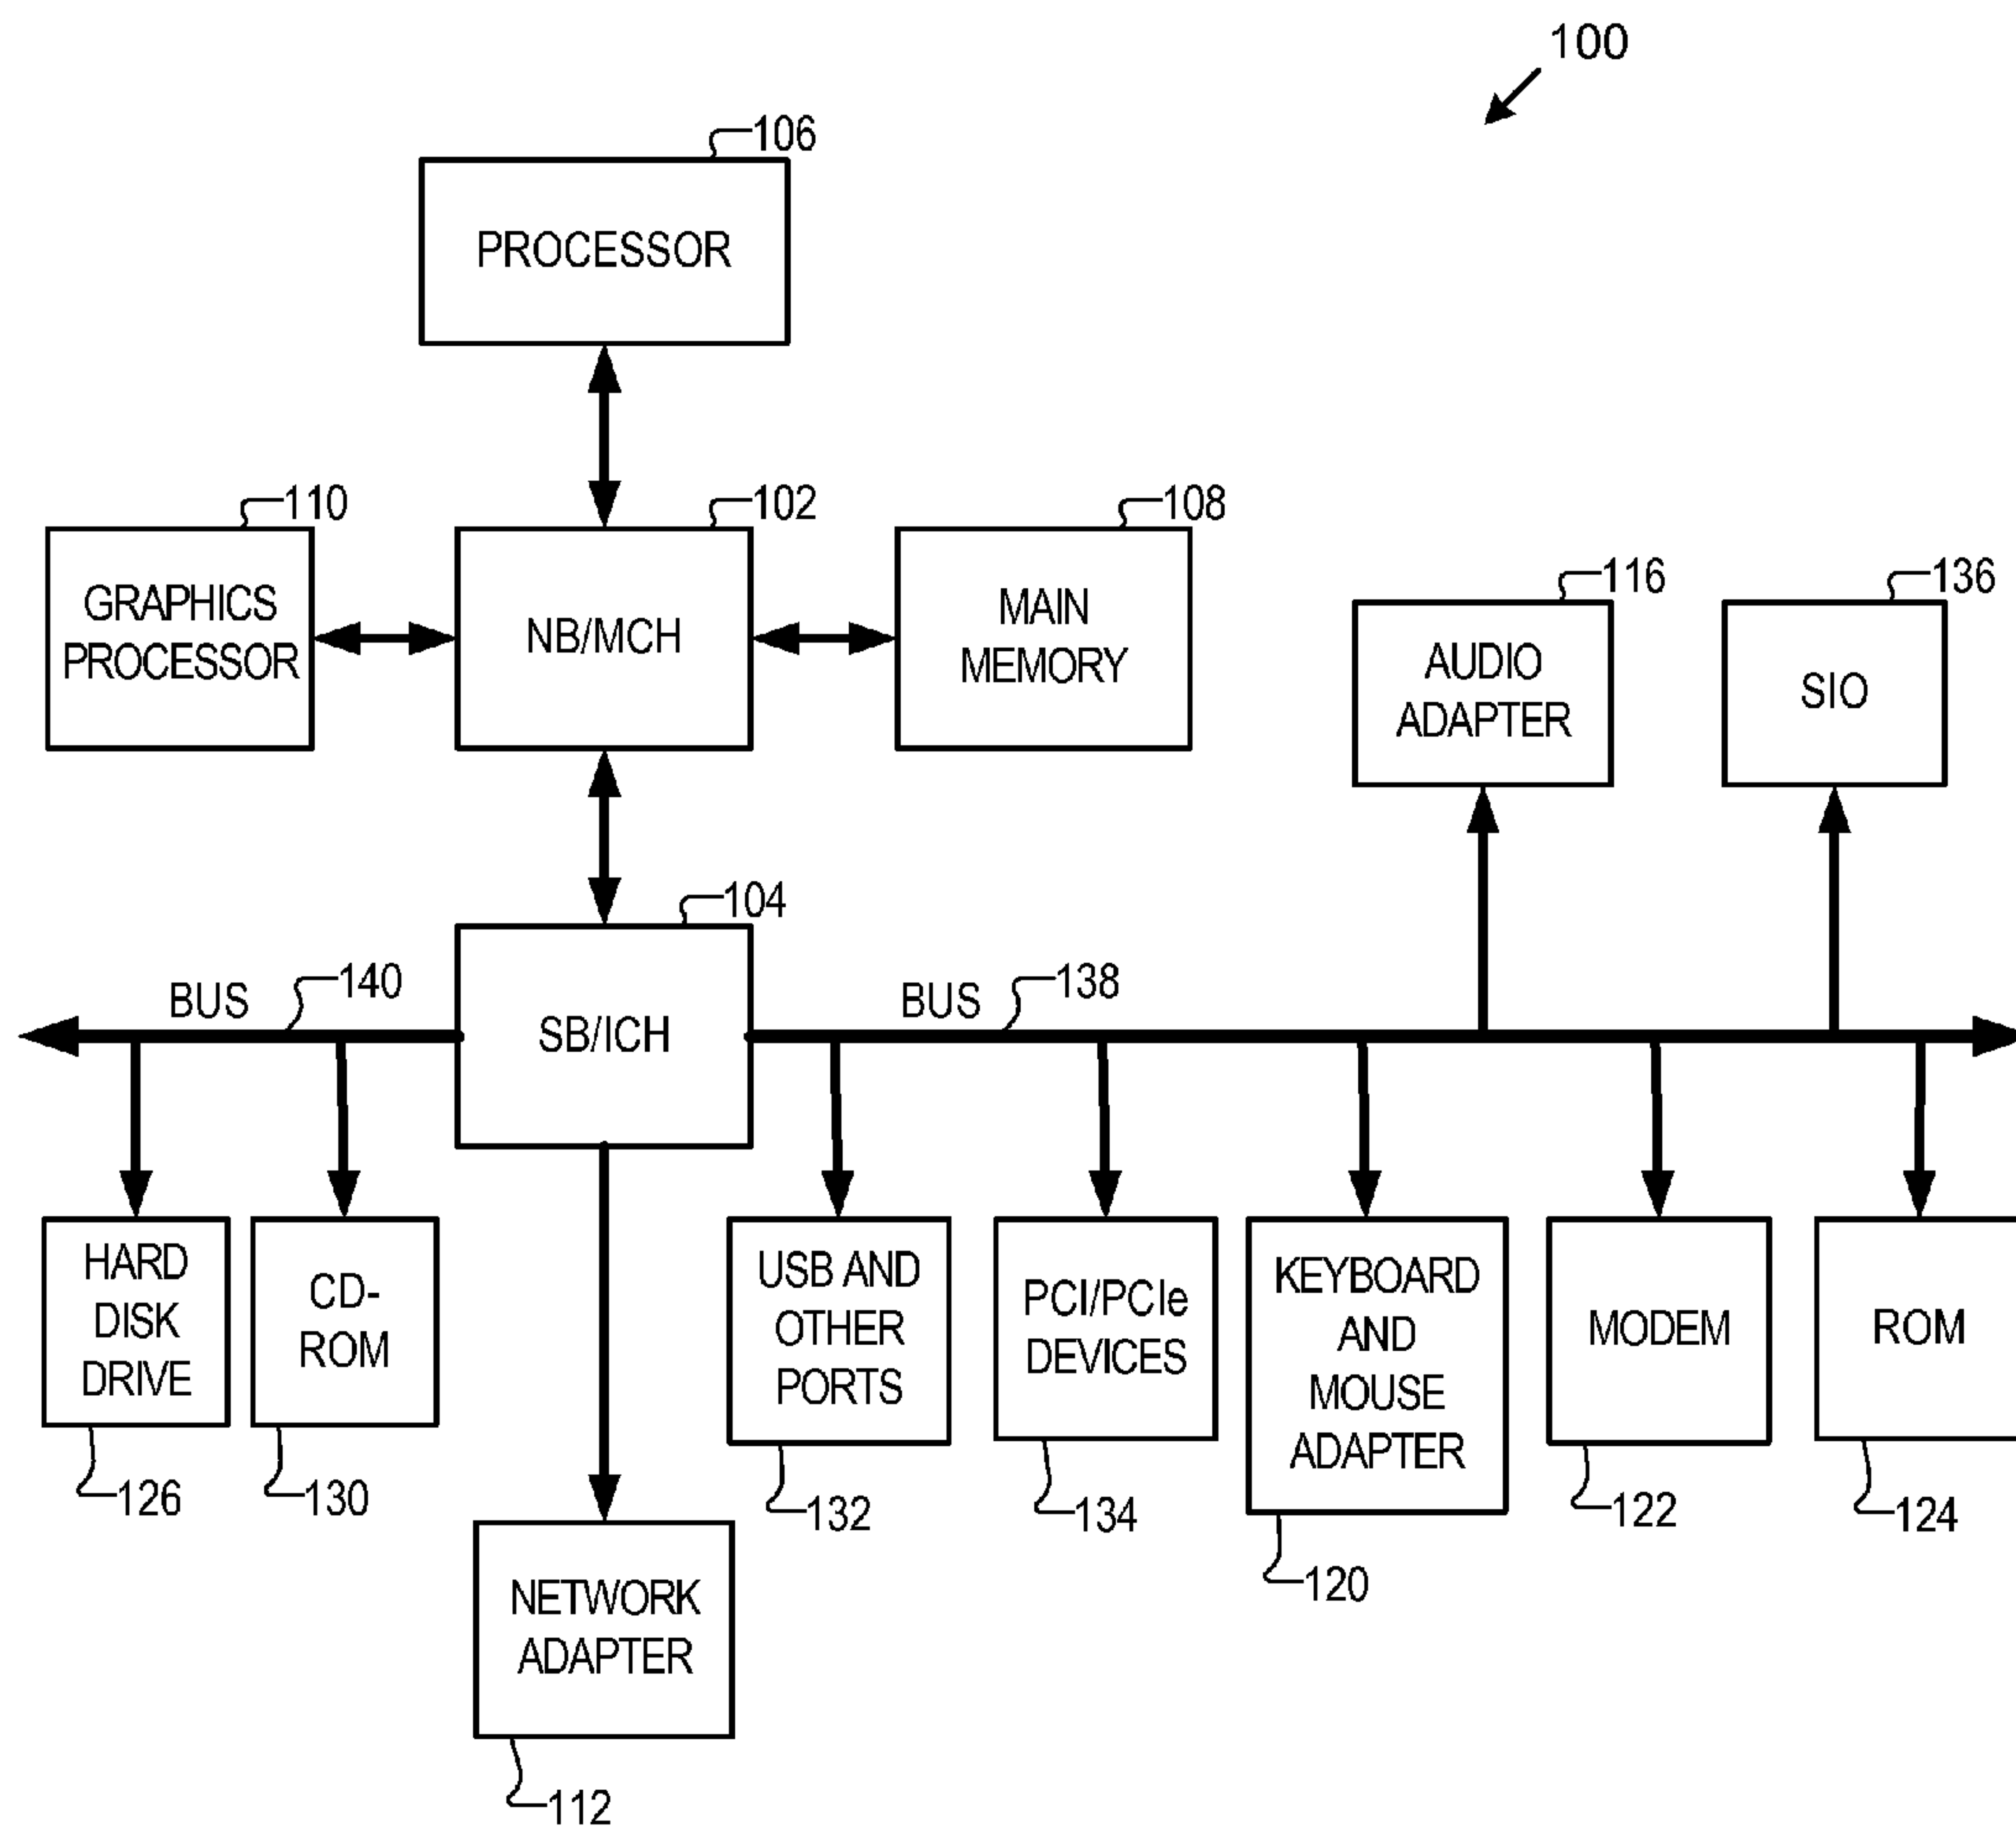 100
106
PROCESSOR
110
102
108
GRAPHICS
PROCESSOR
NB/MCH
MAIN
MEMORY
116
136
AUDIO
ADAPTER
SIO
104
BUS
140
SB/ICH
BUS
138
HARD
DISK
DRIVE
CD-
ROM
USB AND
OTHER
PORTS
PCI/PCIe
DEVICES
KEYBOARD
AND
MOUSE
ADAPTER
MODEM
ROM
126
130
132
134
120
122
124
NETWORK
ADAPTER
112